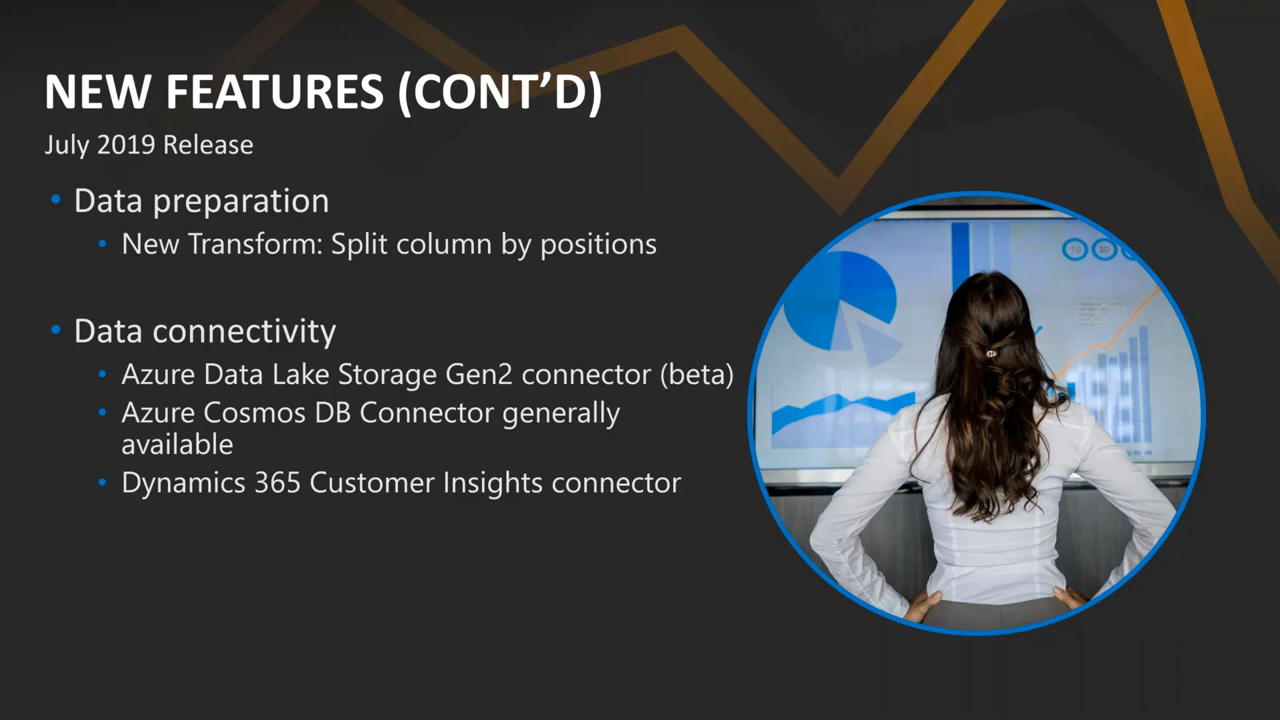 NEW FEATURES (CONT’D)
July 2019 Release
• Data preparation
• New Transform: Split column by positions
• Data connectivity
• Azure Data Lake Storage Gen2 connector (beta)
• Azure Cosmos DB Connector generally
available
• Dynamics 365 Customer Insights connector